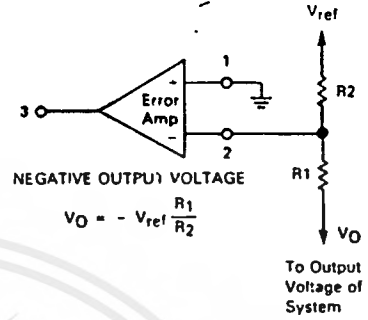 Vref
1
+
R2
3
Error
Amp
−
2
NEGATIVE OUTPUT VOLTAGE
R1
VO = - Vref R1/R2
VO
To Output
Voltage of
System